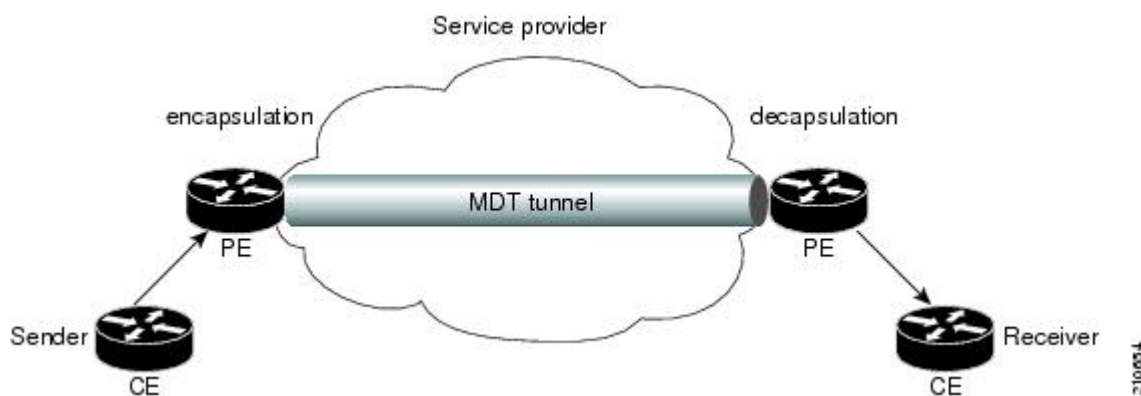 Service provider
encapsulation
decapsulation
MDT tunnel
PE
PE
Sender
Receiver
CE
CE